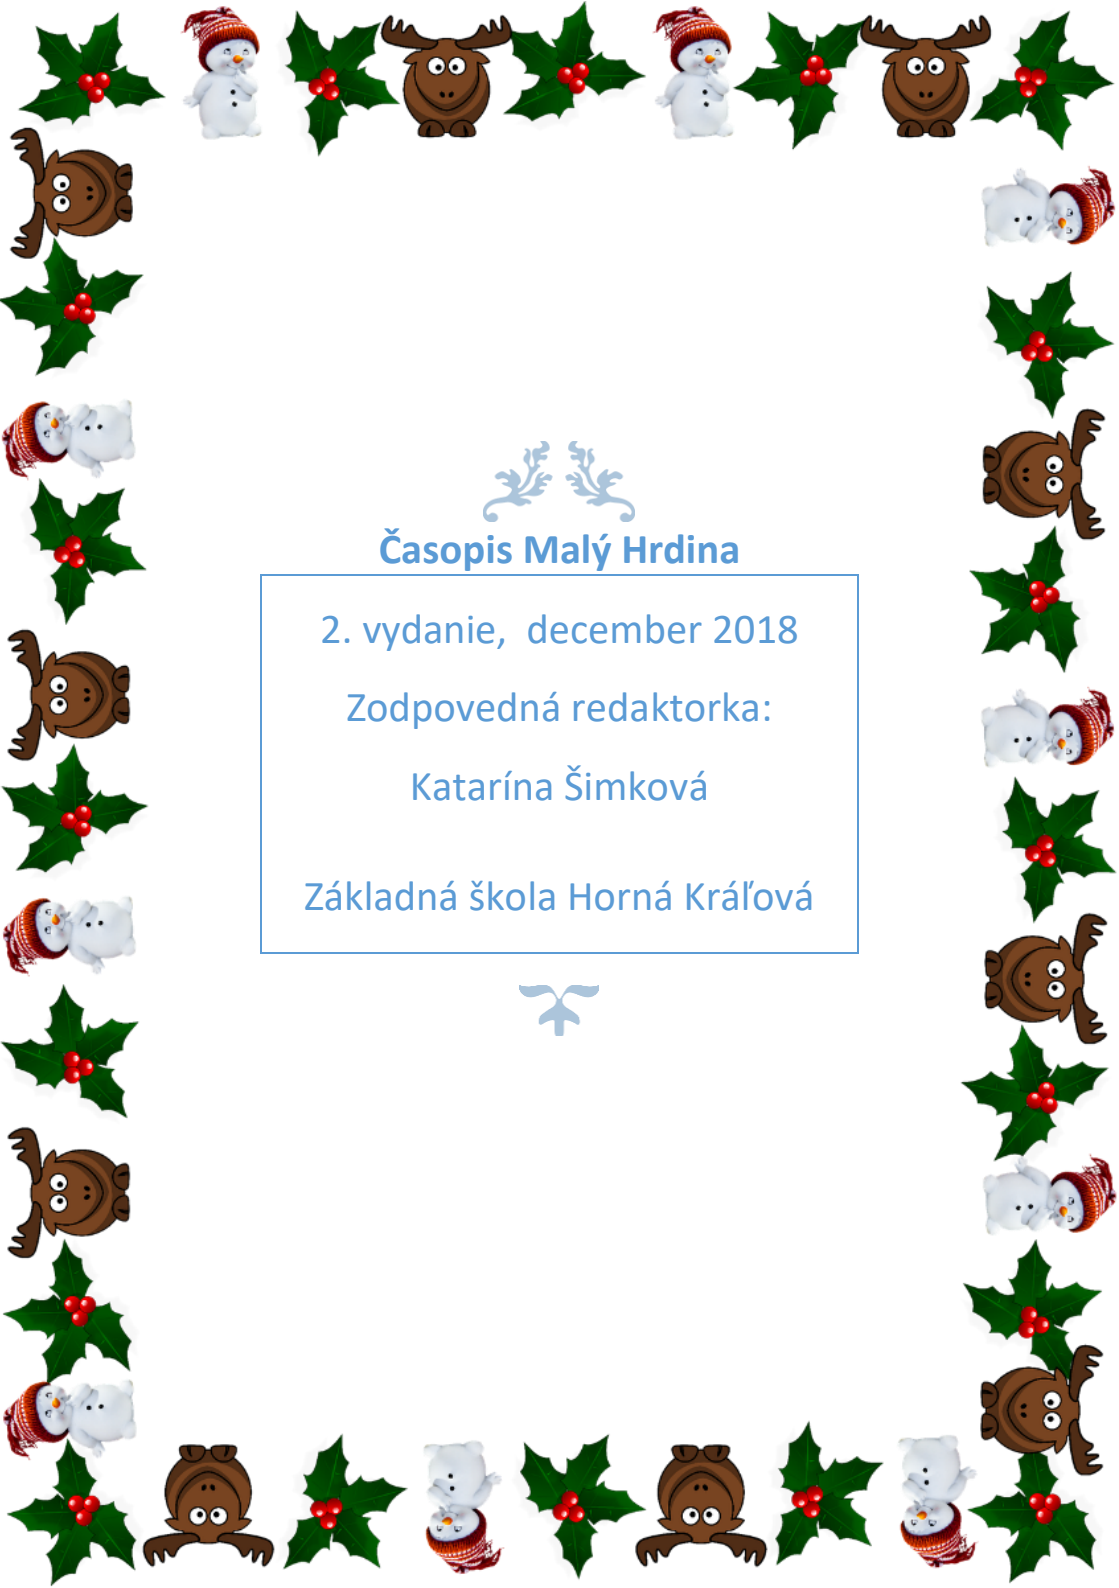 Časopis Malý Hrdina
2. vydanie, december 2018
Zodpovedná redaktorka:
Katarína Šimková
Základná škola Horná Kráľová